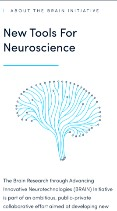 ABOUT THE BRAIN INITIATIVE
New Tools For
Neuroscience
The Brain Research through Advancing
Innovative Neurotechnologies (BRAIN) Initiative
is part of an ambitious, public-private
collaborative effort aimed at developing new